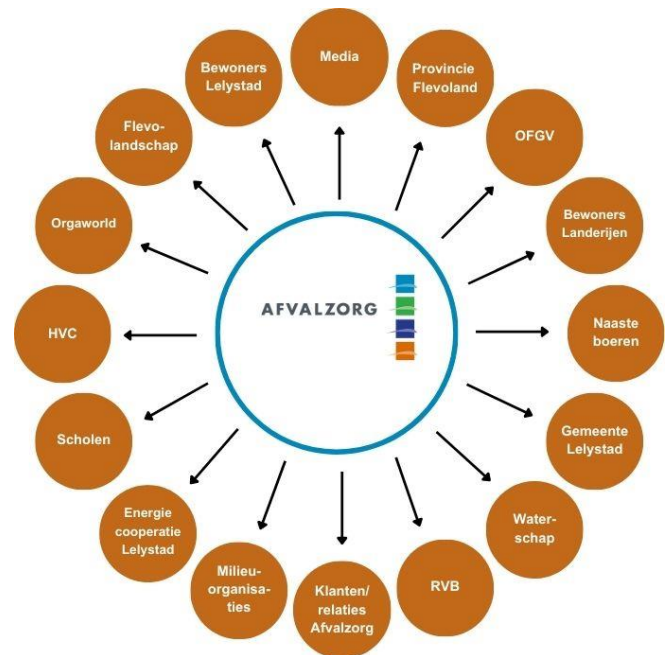 Media
Provincie
Flevoland
OFGV
Bewoners
Landerijen
Naaste
boeren
Gemeente
Lelystad
Water-
schap
RVB
Klanten/
relaties
Afvalzorg
Milieu-
organisa-
ties
Energie
cooperatie
Lelystad
Scholen
HVC
Orgaworld
Flevo-
landschap
Bewoners
Lelystad
AFVALZORG